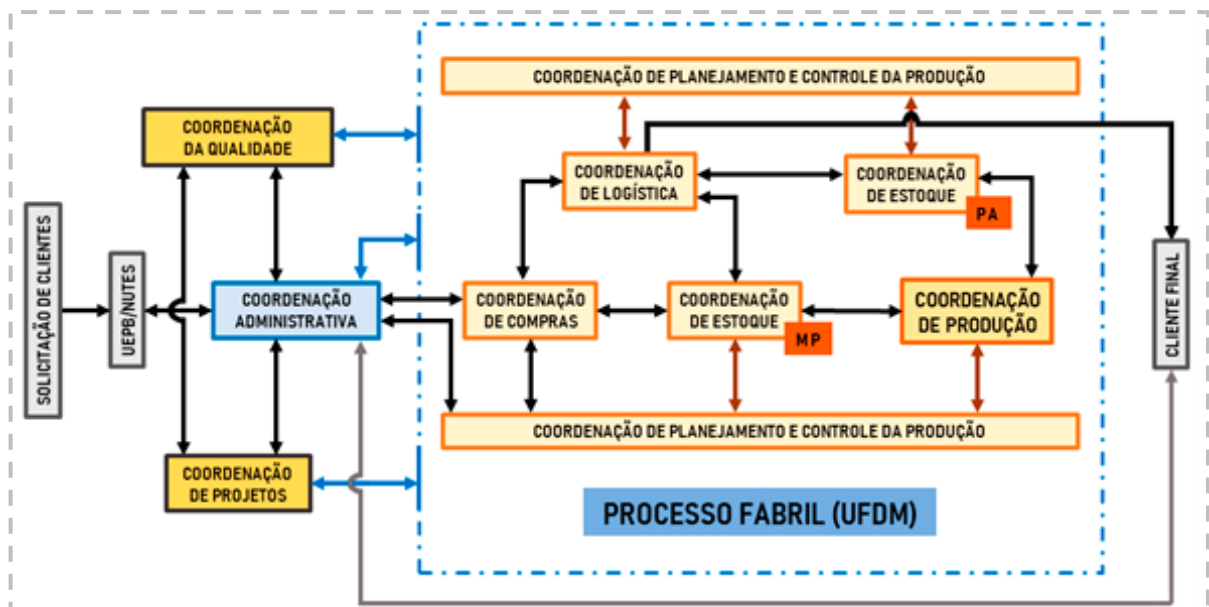 SOLICITAÇÃO DE CLIENTES
UEPB/NUTES
COORDENAÇÃO
DA QUALIDADE
COORDENAÇÃO
ADMINISTRATIVA
COORDENAÇÃO
DE PROJETOS
COORDENAÇÃO DE PLANEJAMENTO E CONTROLE DA PRODUÇÃO
COORDENAÇÃO
DE LOGÍSTICA
COORDENAÇÃO
DE ESTOQUE
PA
COORDENAÇÃO
DE COMPRAS
COORDENAÇÃO
DE ESTOQUE
MP
COORDENAÇÃO
DE PRODUÇÃO
COORDENAÇÃO DE PLANEJAMENTO E CONTROLE DA PRODUÇÃO
PROCESSO FABRIL (UFDM)
CLIENTE FINAL